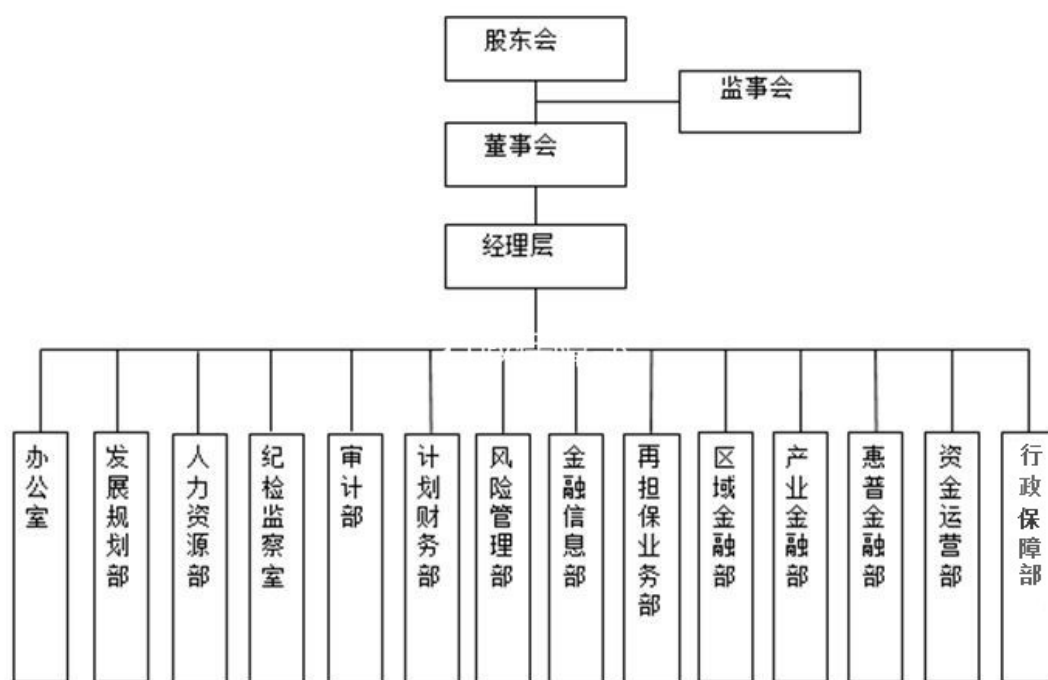 股东会
监事会
董事会
经理层
办公室
发展规划部
人力资源部
纪检监察室
审计部
计划财务部
风险管理部
金融信息部
再担保业务部
区域金融部
产业金融部
惠普金融部
资金运营部
行政保障部